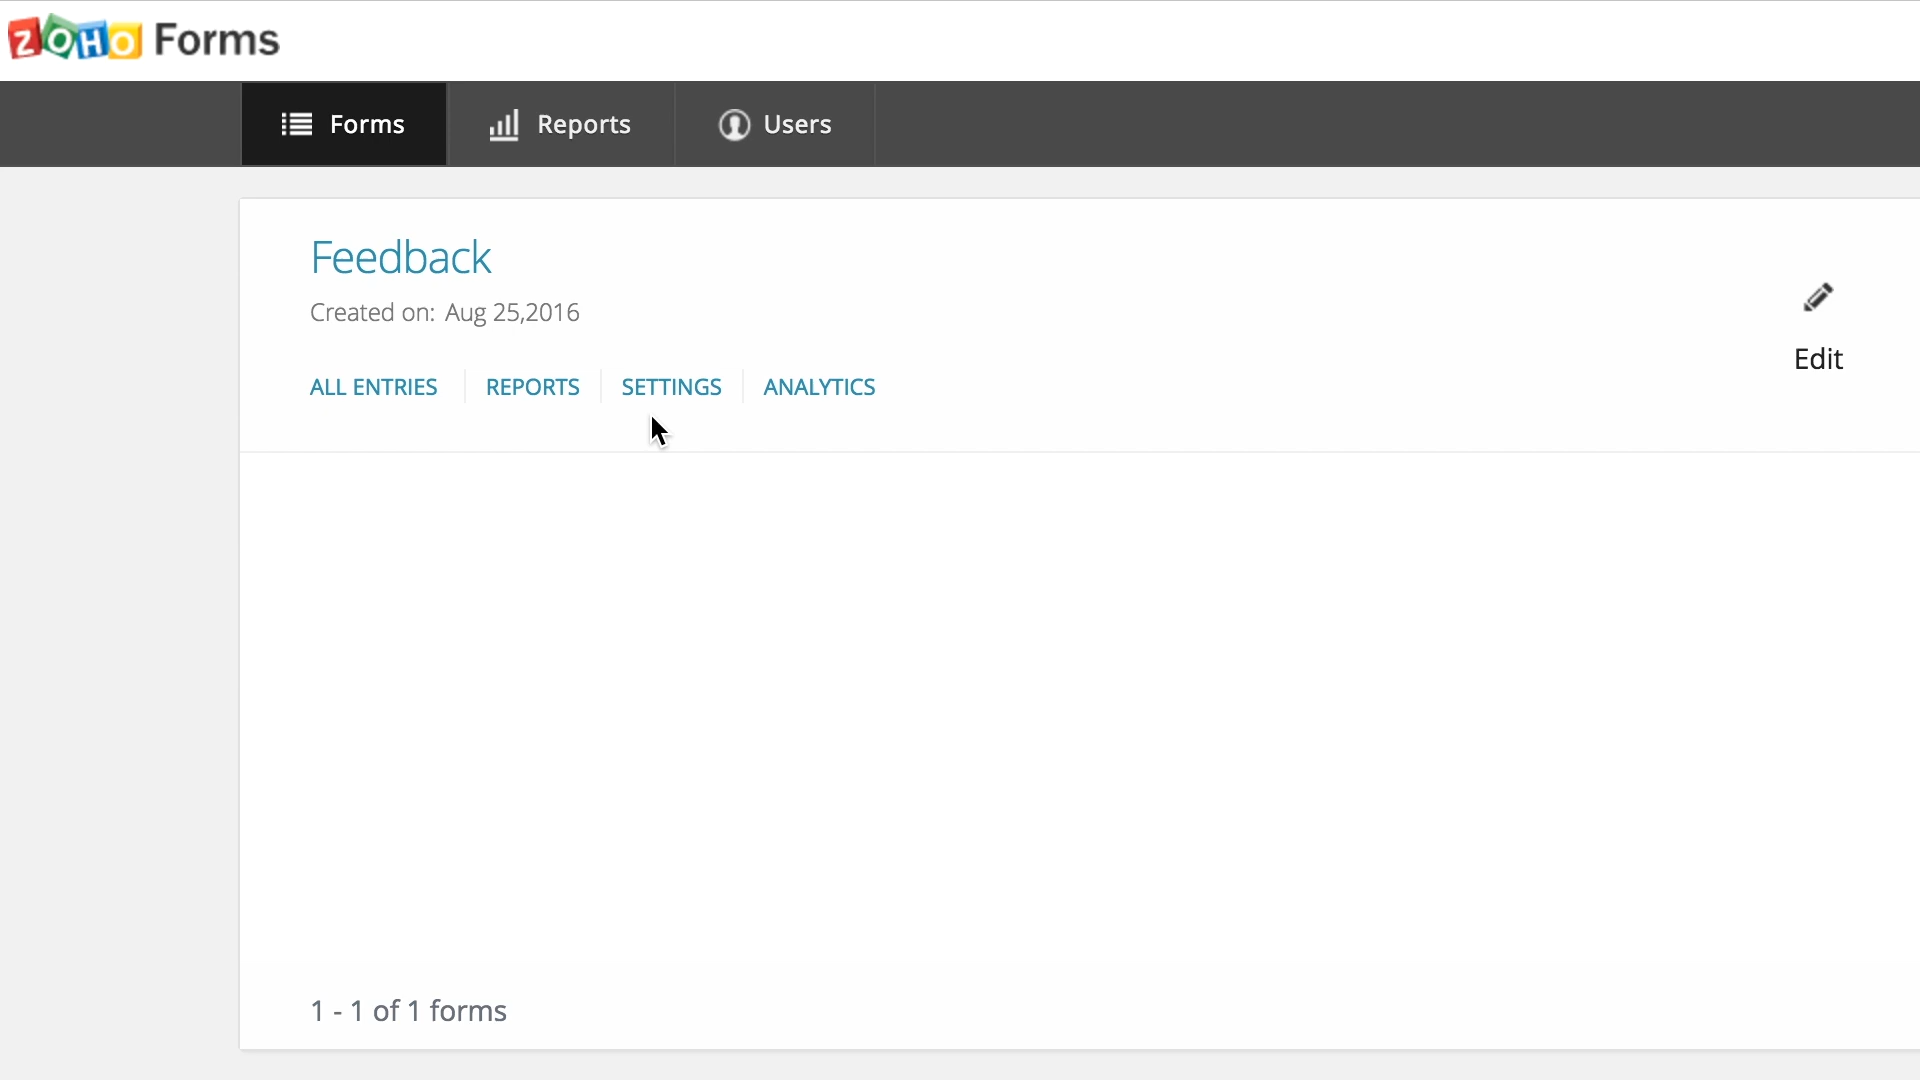 ZOHO Forms
Forms
Reports
Users
Feedback
Created on: Aug 25,2016
Edit
ALL ENTRIES
REPORTS
SETTINGS
ANALYTICS
1 - 1 of 1 forms